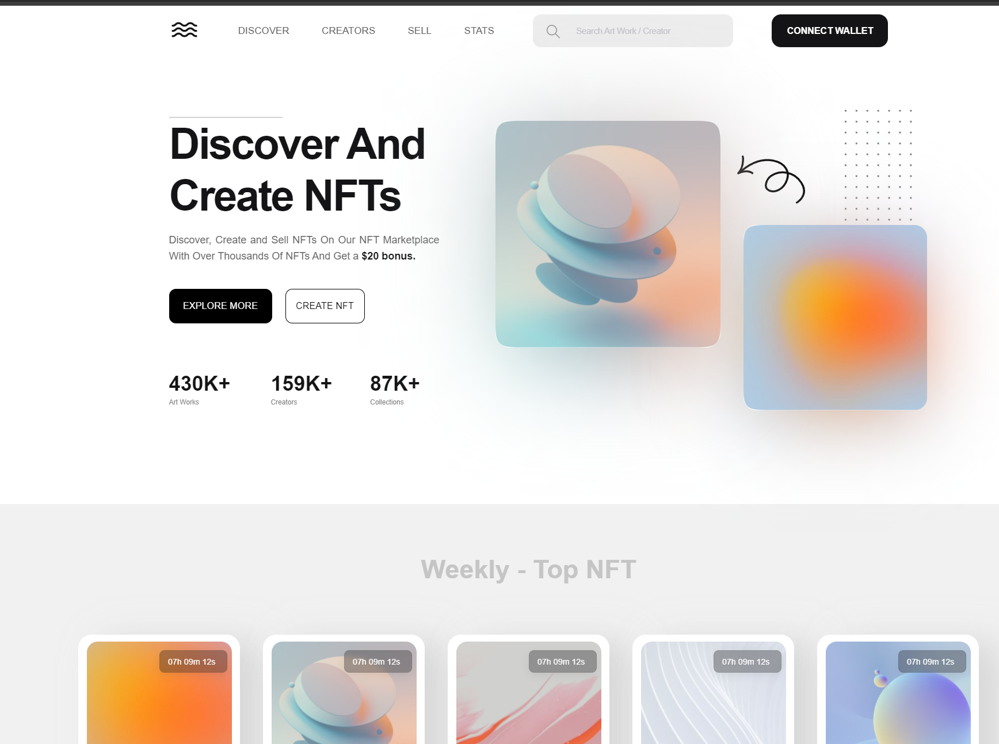 DISCOVER
CREATORS
SELL
STATS
Search Art Work / Creator
CONNECT WALLET
Discover And
Create NFTs
Discover, Create and Sell NFTs On Our NFT Marketplace
With Over Thousands Of NFTs And Get a $20 bonus.
EXPLORE MORE
CREATE NFT
430K+
Art Works
159K+
Creators
87K+
Collections
Weekly - Top NFT
07h 09m 12s
07h 09m 12s
07h 09m 12s
07h 09m 12s
07h 09m 12s